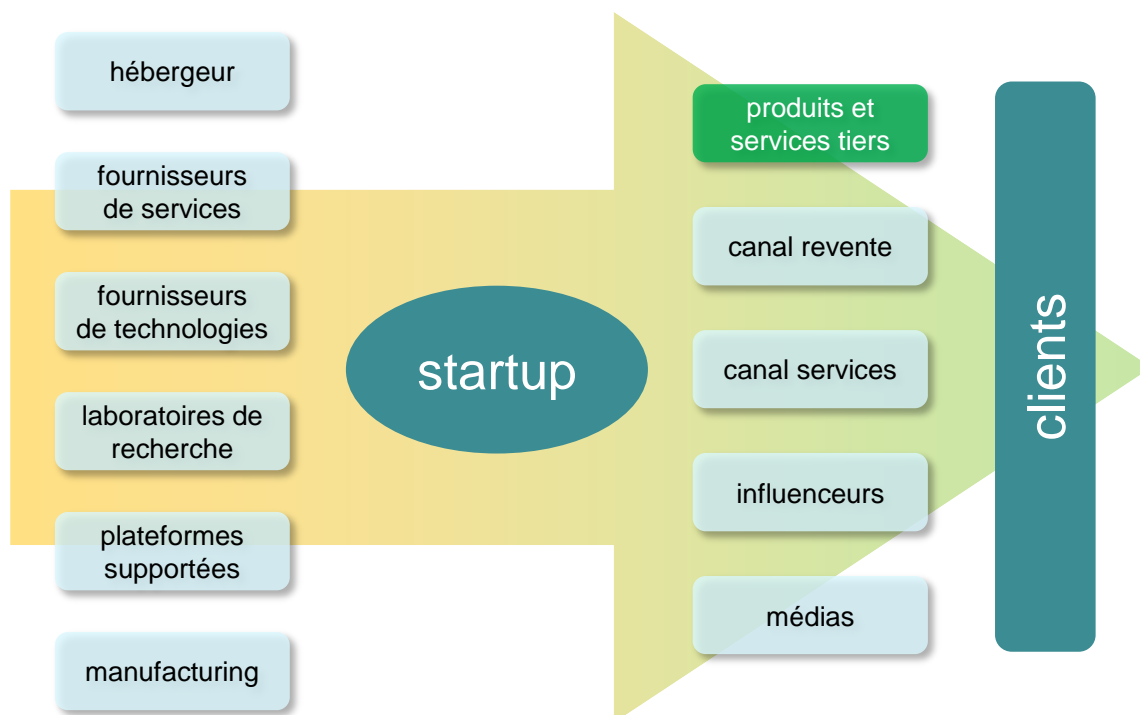 hébergeur
fournisseurs
de services
fournisseurs
de technologies
laboratoires de
recherche
plateformes
supportées
manufacturing
startup
produits et
services tiers
canal revente
canal services
influenceurs
médias
clients